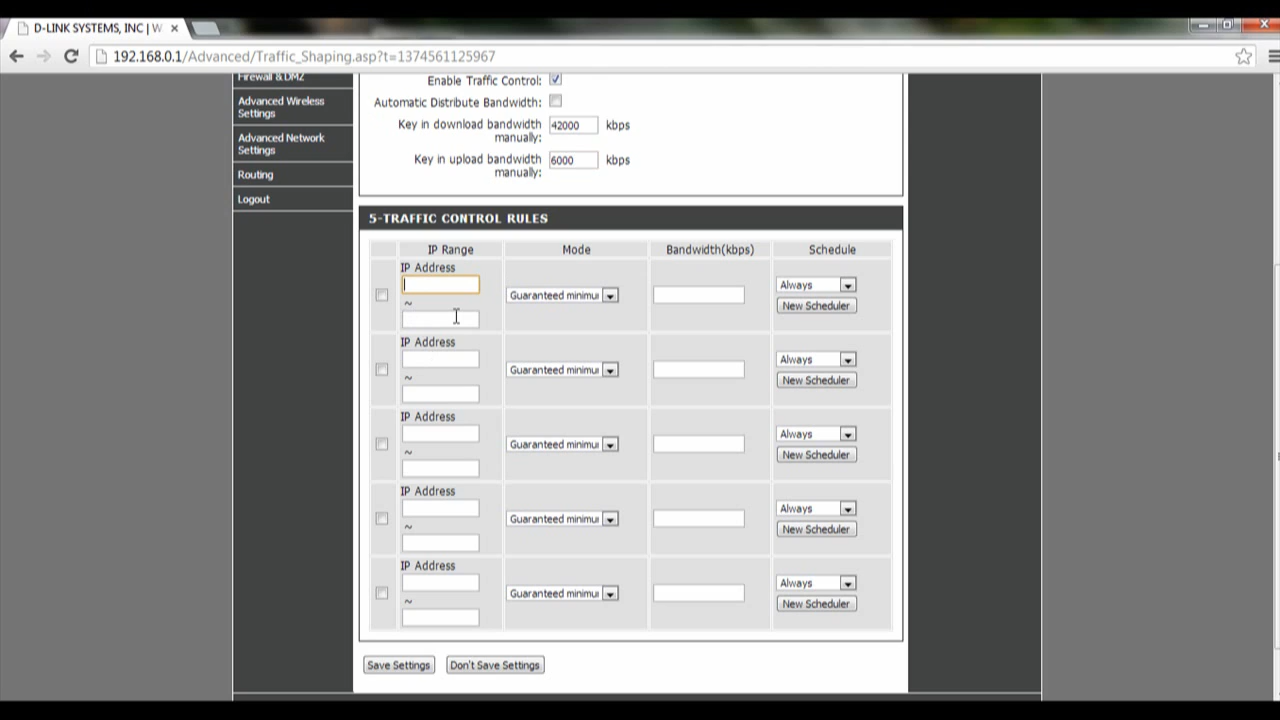 D-LINK SYSTEMS, INC | W
192.168.0.1/Advanced/Traffic_Shaping.asp?t=1374561125967
Firewall & DMZ
Advanced Wireless
Settings
Advanced Network
Settings
Routing
Logout
Enable Traffic Control:
Automatic Distribute Bandwidth:
Key in download bandwidth
manually:
42000 kbps
Key in upload bandwidth
manually:
6000 kbps
5-TRAFFIC CONTROL RULES
IP Range Mode Bandwidth(kbps) Schedule
IP Address
~
Guaranteed minimu
Always
New Scheduler
IP Address
~
Guaranteed minimu
Always
New Scheduler
IP Address
~
Guaranteed minimu
Always
New Scheduler
IP Address
~
Guaranteed minimu
Always
New Scheduler
IP Address
~
Guaranteed minimu
Always
New Scheduler
Save Settings Don't Save Settings